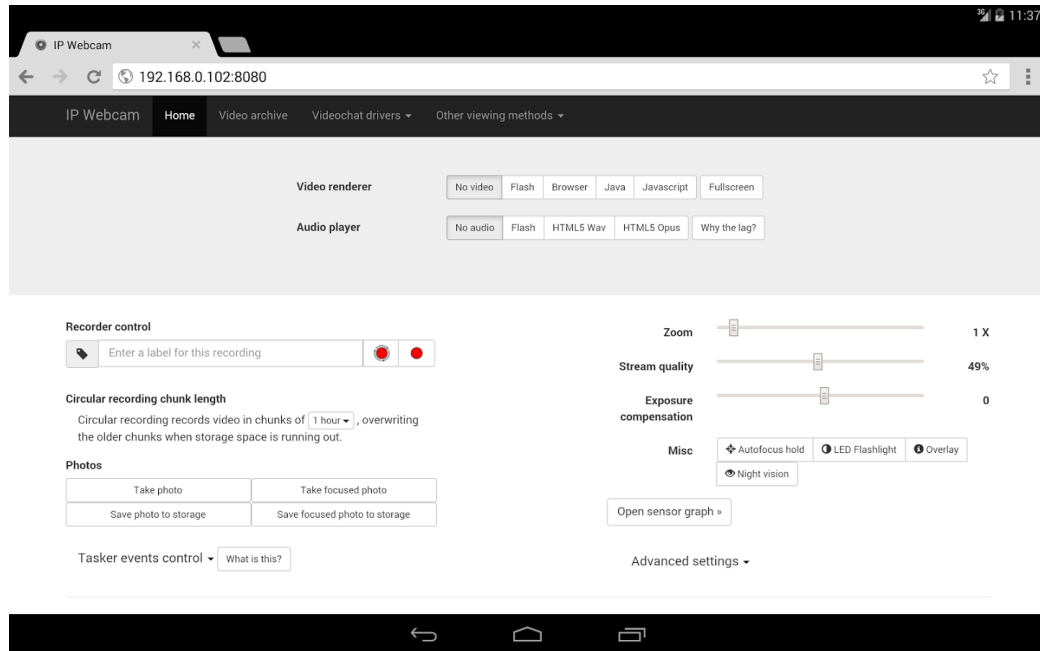 3G 11:37
IP Webcam
192.168.0.102:8080
IP Webcam Home Video archive Videochat drivers Other viewing methods
Video renderer No video Flash Browser Java Javascript Fullscreen
Audio player No audio Flash HTML5 Wav HTML5 Opus Why the lag?
Recorder control
Enter a label for this recording
Circular recording chunk length
Circular recording records video in chunks of 1 hour , overwriting
the older chunks when storage space is running out.
Photos
Take photo Take focused photo
Save photo to storage Save focused photo to storage
Tasker events control What is this?
Zoom 1 X
Stream quality 49%
Exposure 0
compensation
Misc Autofocus hold LED Flashlight Overlay
Night vision
Open sensor graph »
Advanced settings